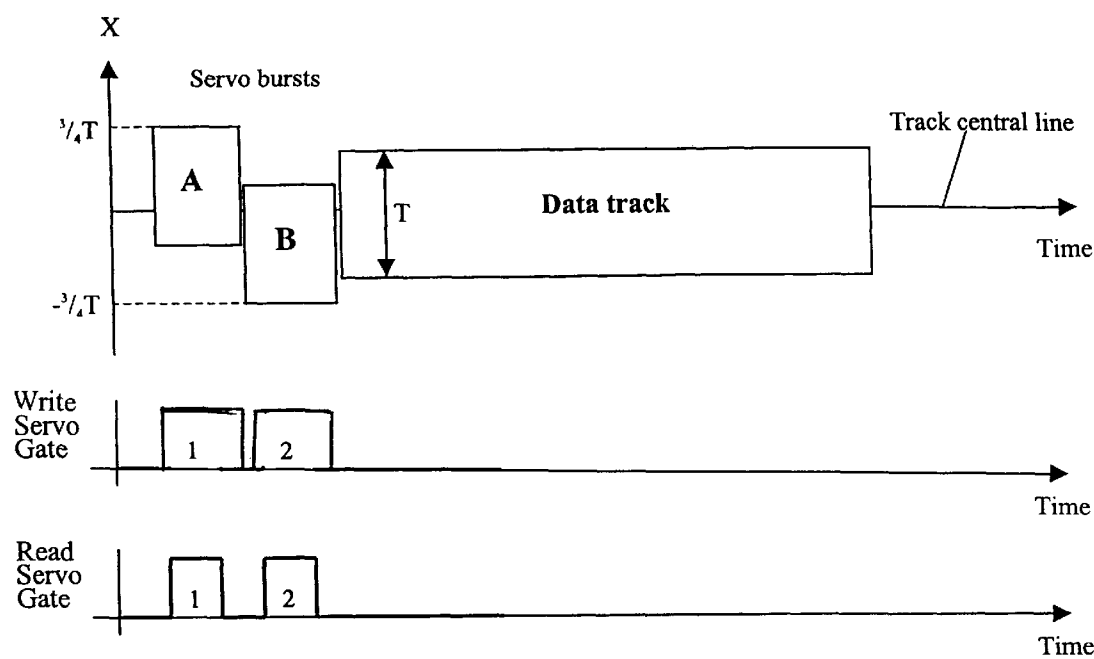 X
Servo bursts
³/₄T
Track central line
A
Data track
T
B
Time
-³/₄T
Write
Servo
Gate
1
2
Time
Read
Servo
Gate
1
2
Time